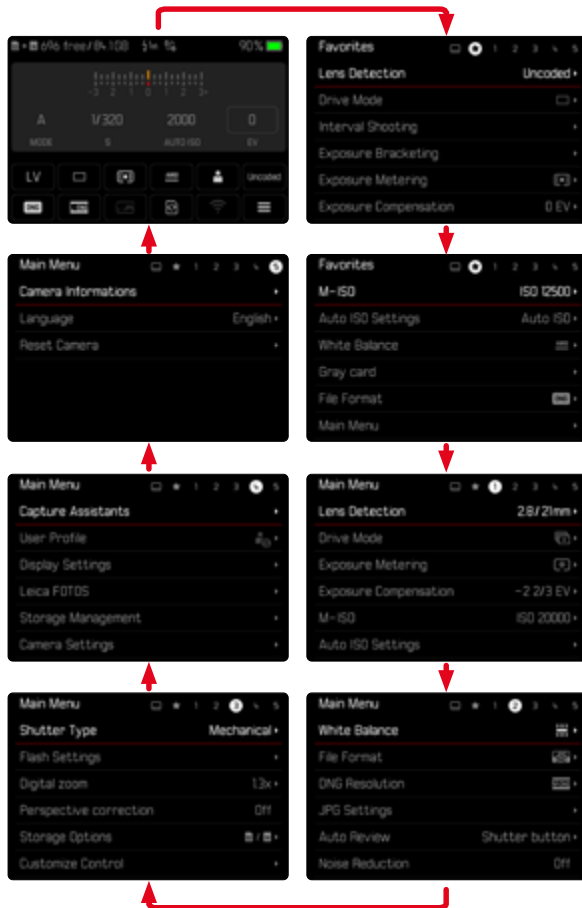 696 free/84108 51m 90%
-3 2 1 0 1 2 3+
A 1/320 2000 0
MODE S AUTO ISO EV
LV AWB Uncoded
DNG L-DNG
Favorites 1 2 3 4 5
Lens Detection Uncoded
Drive Mode
Interval Shooting
Exposure Bracketing
Exposure Metering
Exposure Compensation 0 EV
Main Menu 1 2 3 4 5
Camera Informations
Language English
Reset Camera
Favorites 1 2 3 4 5
M-ISO ISO 12500
Auto ISO Settings Auto ISO
White Balance AWB
Gray card
File Format DNG
Main Menu
Main Menu 1 2 3 4 5
Capture Assistants
User Profile
Display Settings
Leica FOTOS
Storage Management
Camera Settings
Main Menu 1 2 3 4 5
Lens Detection 2.8/21mm
Drive Mode
Exposure Metering
Exposure Compensation -2 2/3 EV
M-ISO ISO 20000
Auto ISO Settings
Main Menu 1 2 3 4 5
Shutter Type Mechanical
Flash Settings
Digital zoom 1.3x
Perspective correction Off
Storage Options
Customize Control
Main Menu 1 2 3 4 5
White Balance
File Format
DNG Resolution
JPG Settings
Auto Review Shutter button
Noise Reduction Off